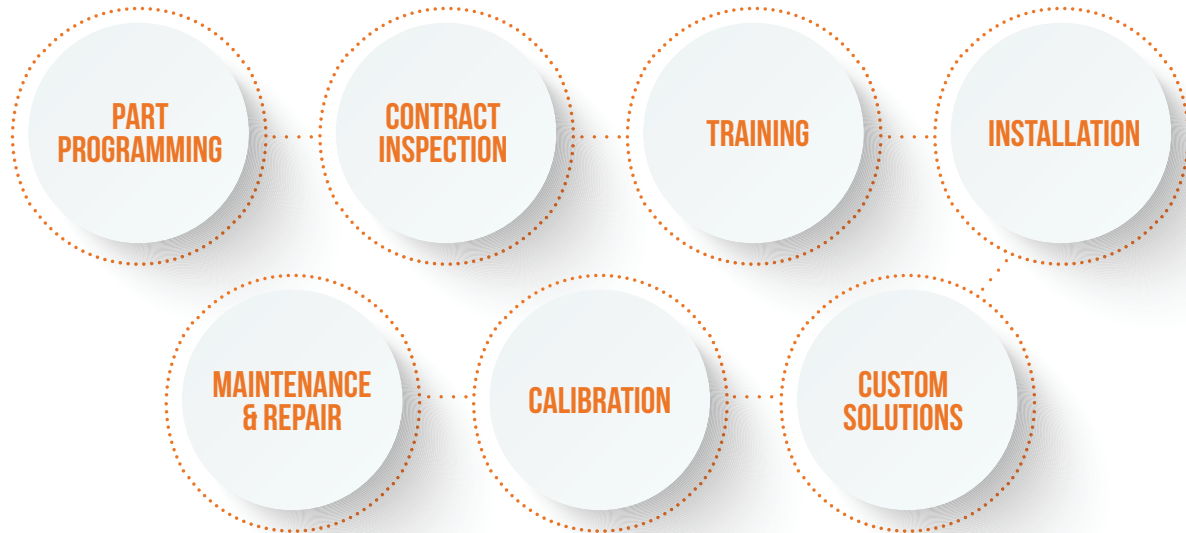 PART
PROGRAMMING
CONTRACT
INSPECTION
TRAINING
INSTALLATION
MAINTENANCE
& REPAIR
CALIBRATION
CUSTOM
SOLUTIONS